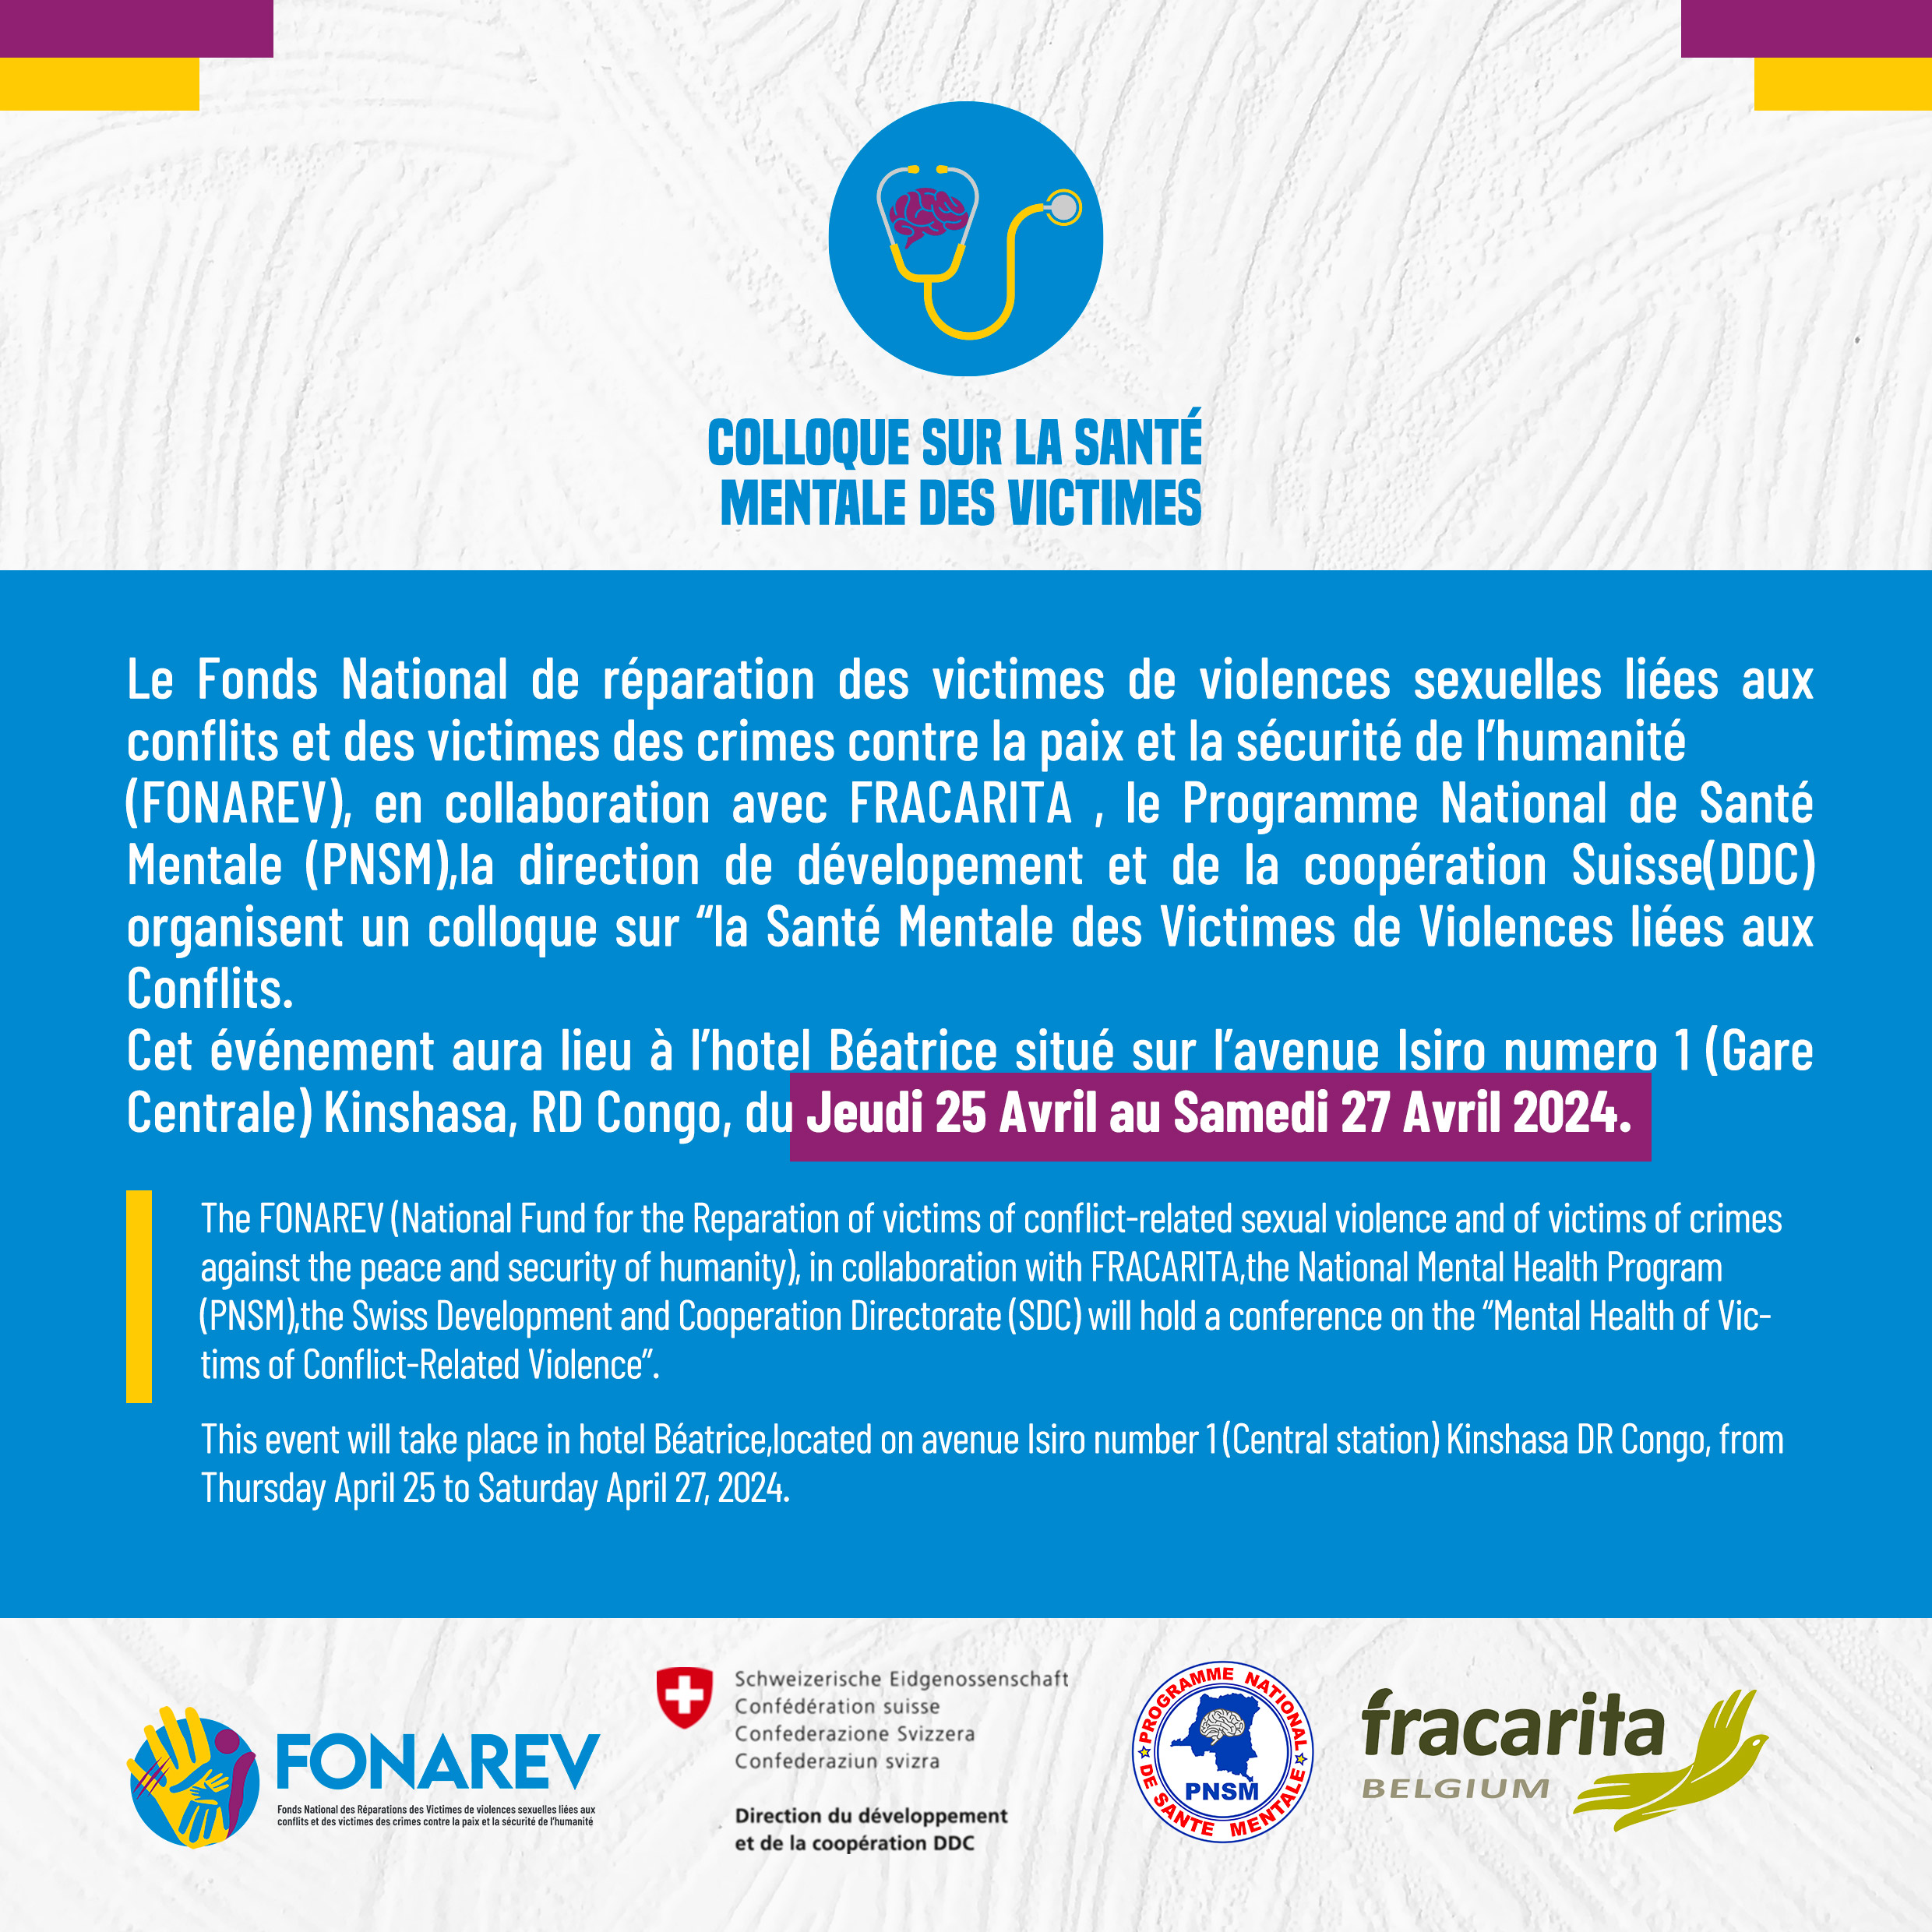 COLLOQUE SUR LA SANTÉ
MENTALE DES VICTIMES
Le Fonds National de réparation des victimes de violences sexuelles liées aux
conflits et des victimes des crimes contre la paix et la sécurité de l'humanité
(FONAREV), en collaboration avec FRACARITA , le Programme National de Santé
Mentale (PNSM),la direction de dévelopement et de la coopération Suisse(DDC)
organisent un colloque sur “la Santé Mentale des Victimes de Violences liées aux
Conflits.
Cet événement aura lieu à l'hotel Béatrice situé sur l'avenue Isiro numero 1 (Gare
Centrale) Kinshasa, RD Congo, du Jeudi 25 Avril au Samedi 27 Avril 2024.
The FONAREV (National Fund for the Reparation of victims of conflict-related sexual violence and of victims of crimes
against the peace and security of humanity), in collaboration with FRACARITA,the National Mental Health Program
(PNSM),the Swiss Development and Cooperation Directorate (SDC) will hold a conference on the “Mental Health of Vic-
tims of Conflict-Related Violence”.
This event will take place in hotel Béatrice,located on avenue Isiro number 1 (Central station) Kinshasa DR Congo, from
Thursday April 25 to Saturday April 27, 2024.
FONAREV
Fonds National des Réparations des Victimes de violences sexuelles liées aux
conflits et des victimes des crimes contre la paix et la sécurité de l'humanité
Schweizerische Eidgenossenschaft
Confédération suisse
Confederazione Svizzera
Confederaziun svizra
Direction du développement
et de la coopération DDC
PROGRAMME NATIONAL
DE SANTE MENTALE
PNSM
fracarita
BELGIUM